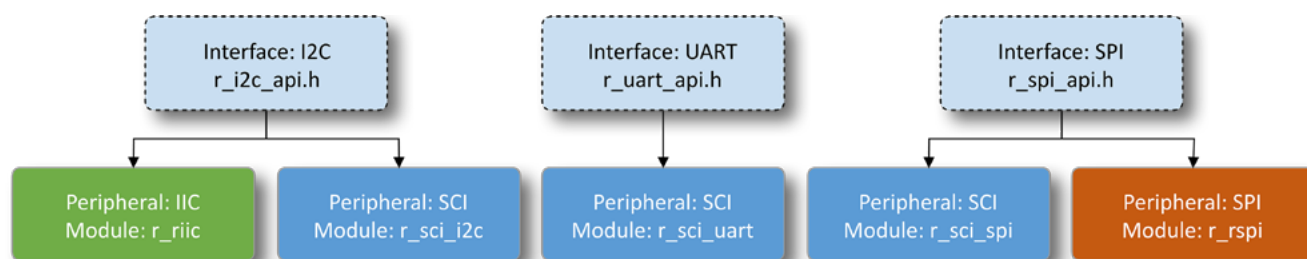 Interface: I2C
r_i2c_api.h
Interface: UART
r_uart_api.h
Interface: SPI
r_spi_api.h
Peripheral: IIC
Module: r_riic
Peripheral: SCI
Module: r_sci_i2c
Peripheral: SCI
Module: r_sci_uart
Peripheral: SCI
Module: r_sci_spi
Peripheral: SPI
Module: r_rspi